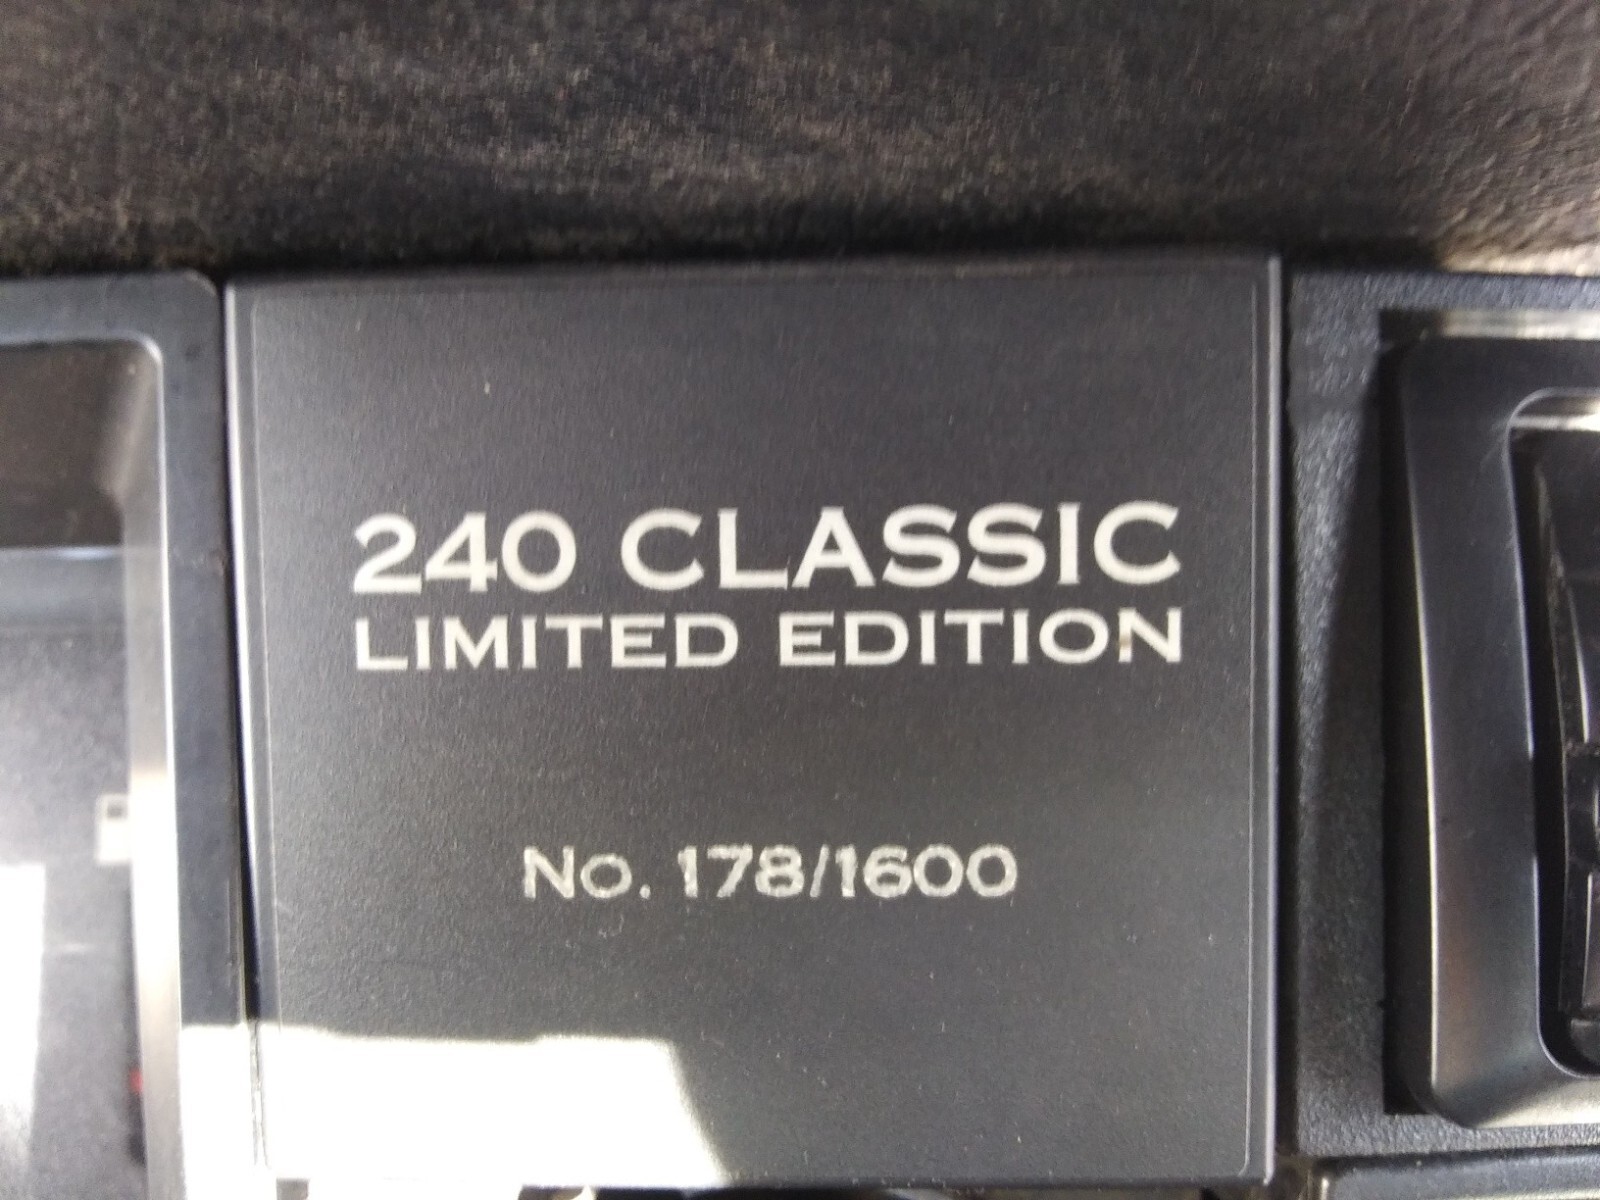 240 CLASSIC
LIMITED EDITION
No. 178/1600